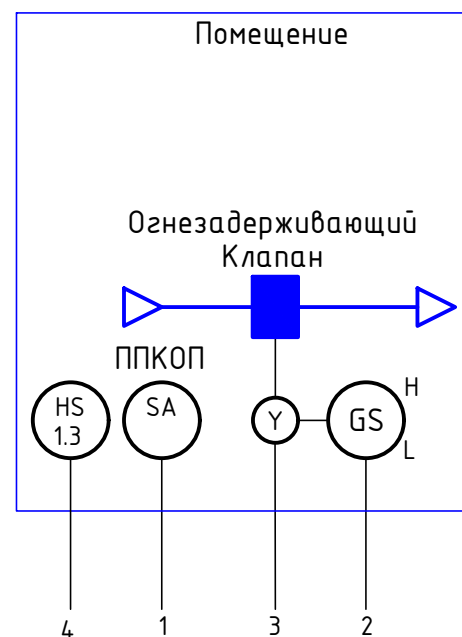 Помещение
Огнезадерживающий
Клапан
ППКОП
HS
1.3
SA
Y
GS
H
L
4
1
3
2